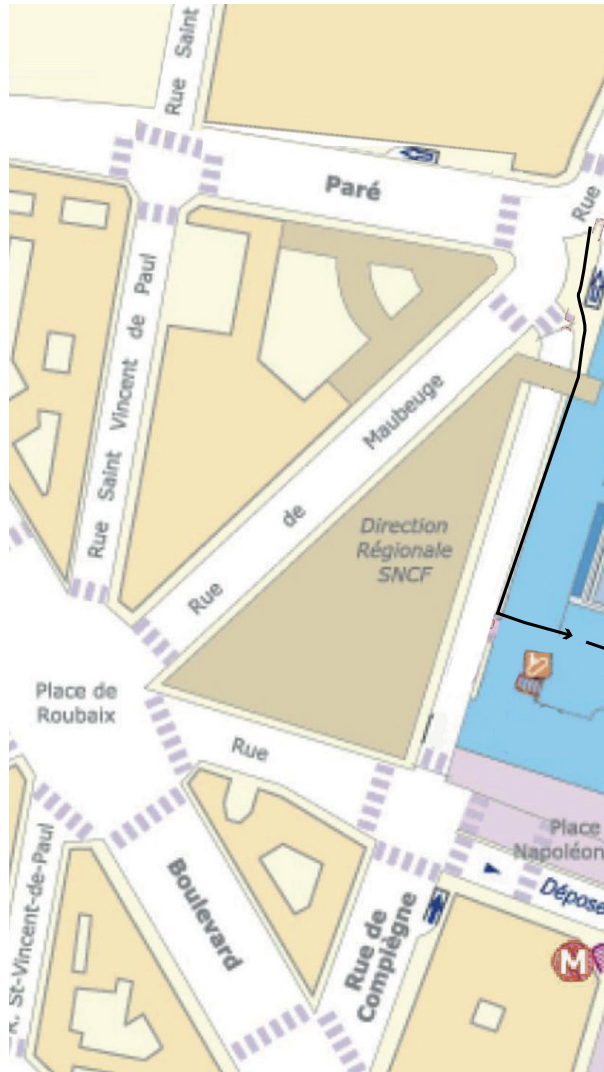 Rue Saint
Paré
Rue
Rue Saint Vincent de Paul
Rue de Maubeuge
Direction
Régionale
SNCF
Place de
Roubaix
Rue
Place
Napoléon
Dépose
Boulevard
Rue de
Complègne
R. St-Vincent-de-Paul
M